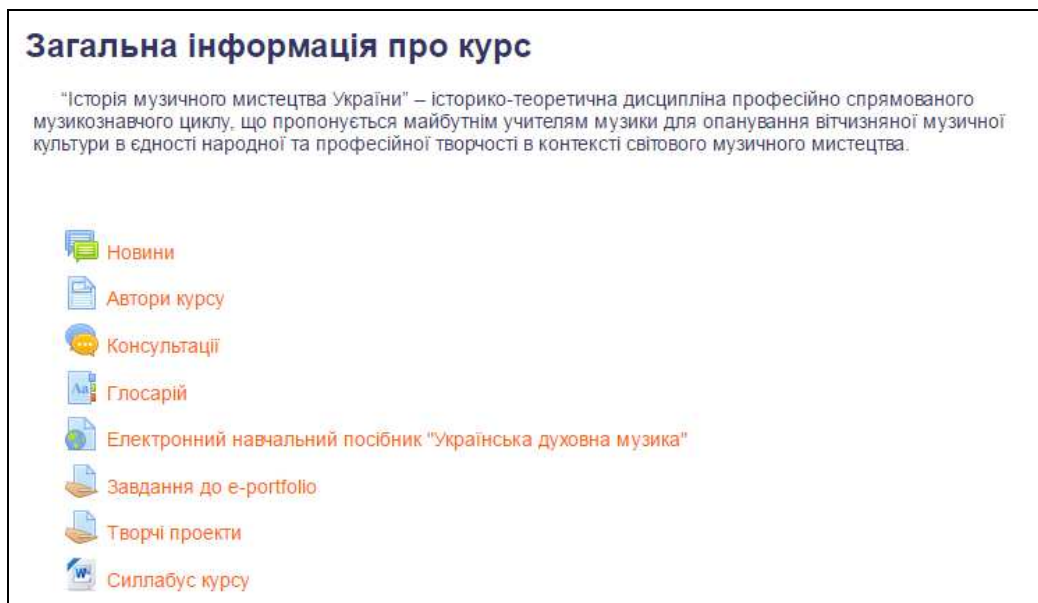 Загальна інформація про курс
“Історія музичного мистецтва України” – історико-теоретична дисципліна професійно спрямованого
музикознавчого циклу, що пропонується майбутнім учителям музики для опанування вітчизняної музичної
культури в єдності народної та професійної творчості в контексті світового музичного мистецтва.
Новини
Автори курсу
Консультації
Глосарій
Електронний навчальний посібник "Українська духовна музика"
Завдання до e-portfolio
Творчі проекти
Силлабус курсу